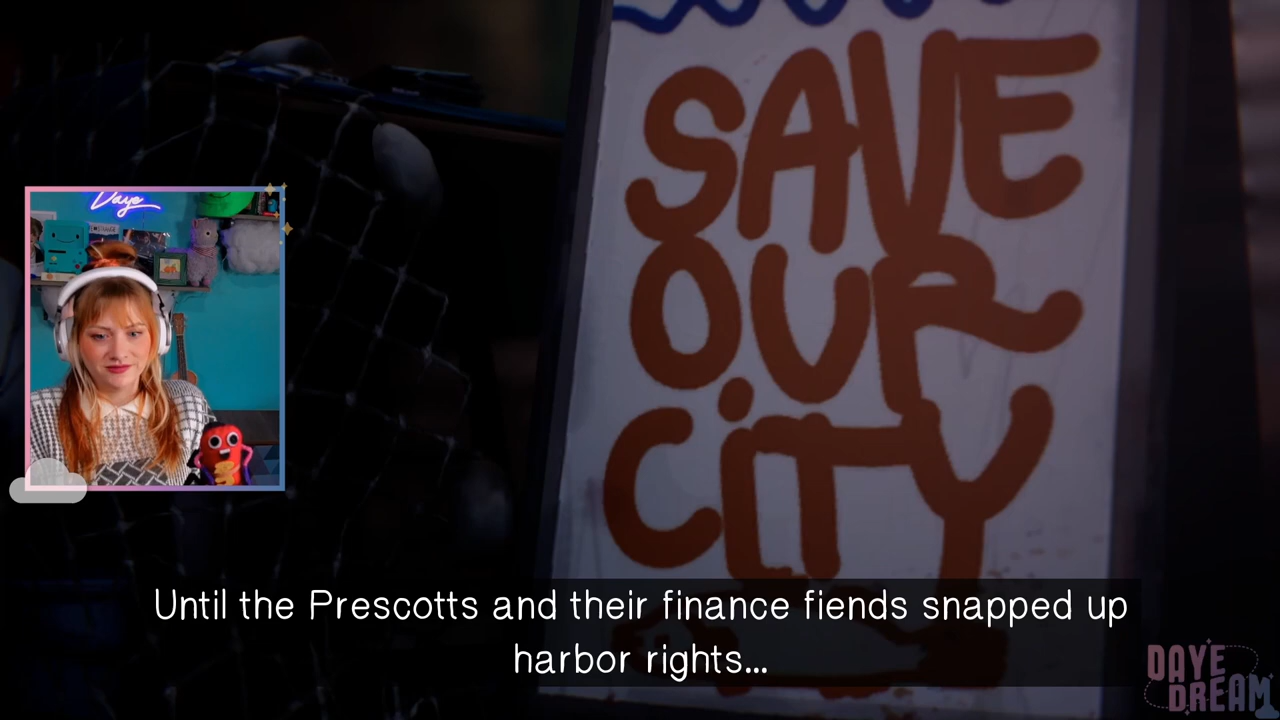 SAVE
OUR
CITY
Daye
Until the Prescotts and their finance fiends snapped up
harbor rights...
DAYE
DREAM